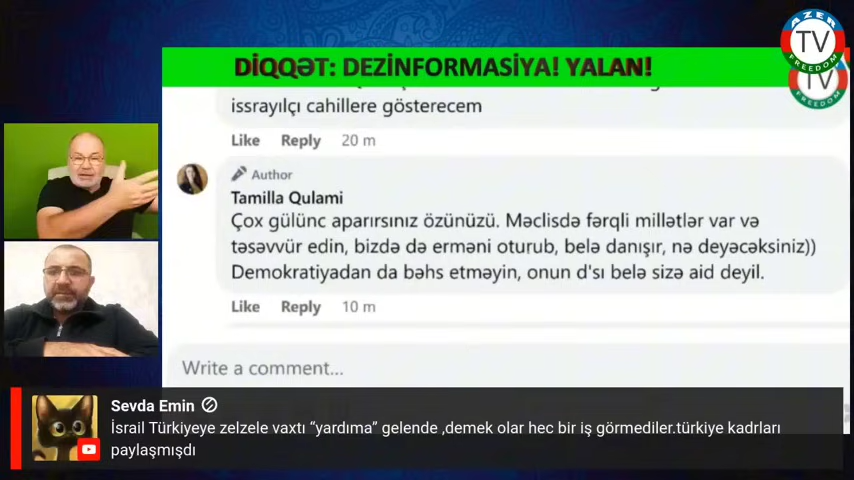 AZER
TV
FREEDOM
TV
FREEDOM
DİQQƏT: DEZİNFORMASİYA! YALAN!
issrayılçı cahillere gösterecem
Like Reply 20 m
Author
Tamilla Qulami
Çox gülünc aparırsınız özünüzü. Məclisdə fərqli millətlər var və
təsəvvür edin, bizdə də erməni oturub, belə danışır, nə deyəcəksiniz))
Demokratiyadan da bəhs etməyin, onun d'sı belə sizə aid deyil.
Like Reply 10 m
Write a comment...
Sevda Emin
İsrail Türkiyeye zelzele vaxtı “yardıma” gelende ,demek olar hec bir iş görmediler.türkiye kadrları
paylaşmışdı